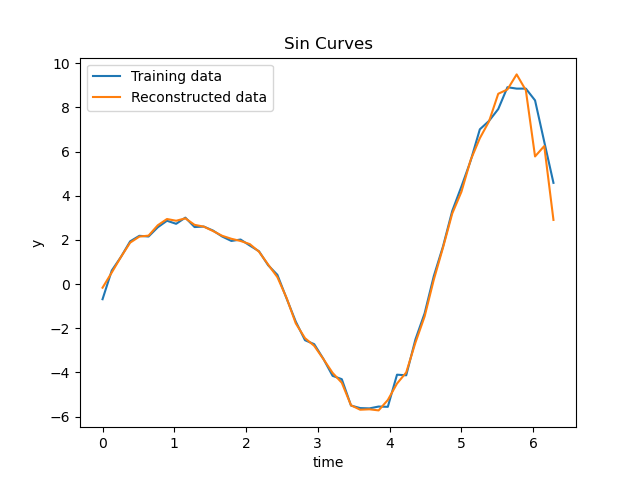 Sin Curves
Training data
Reconstructed data
y
10
8
6
4
2
0
−2
−4
−6
0 1 2 3 4 5 6
time